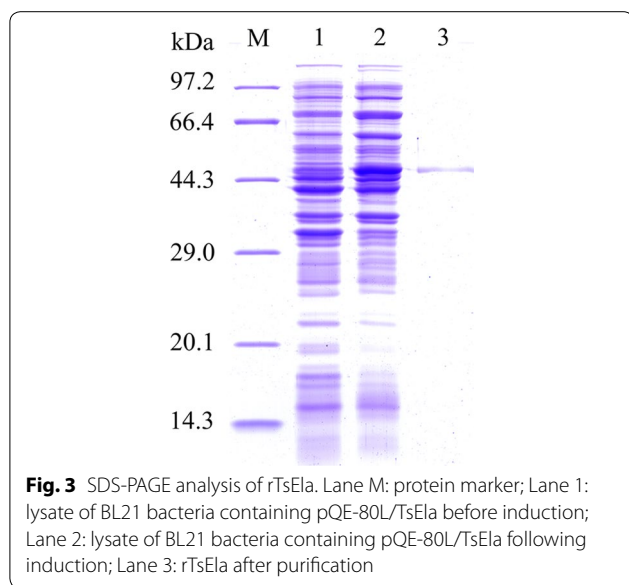 kDa M 1 2 3
97.2
66.4
44.3
29.0
20.1
14.3
Fig. 3 SDS-PAGE analysis of rTsEla. Lane M: protein marker; Lane 1:
lysate of BL21 bacteria containing pQE-80L/TsEla before induction;
Lane 2: lysate of BL21 bacteria containing pQE-80L/TsEla following
induction; Lane 3: rTsEla after purification